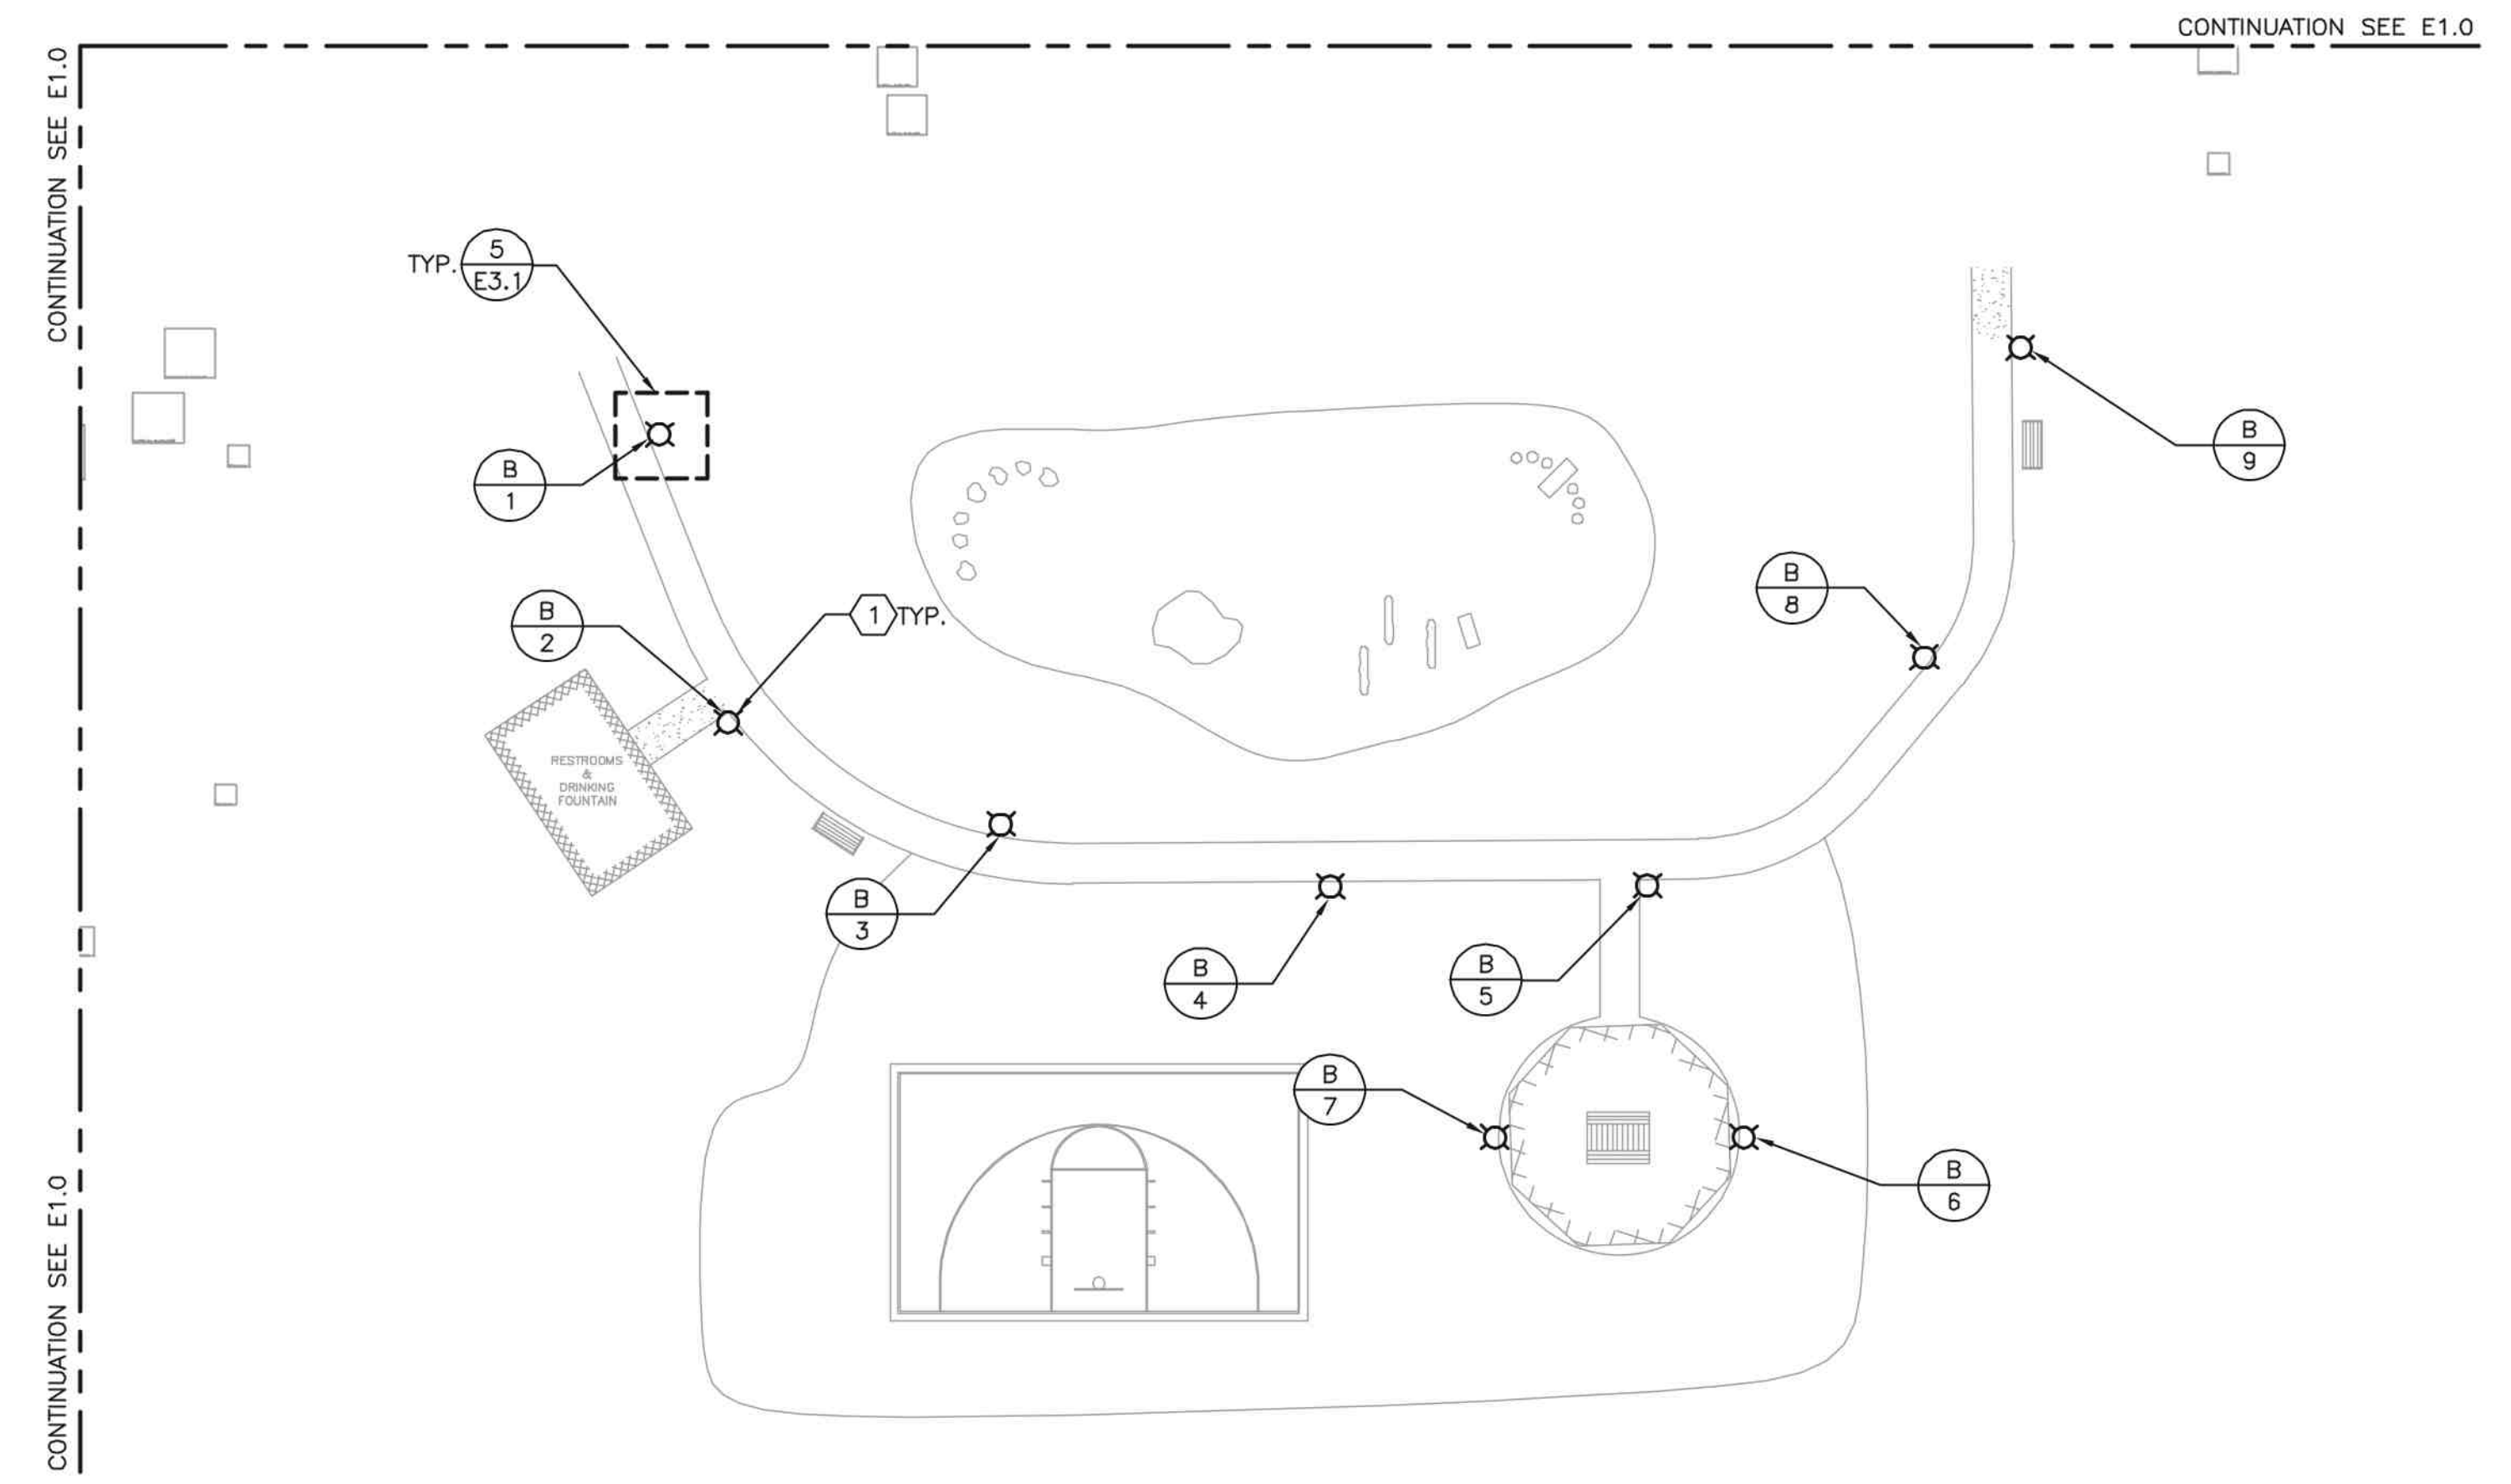 CONTINUATION SEE E1.0
CONTINUATION SEE E1.0
TYP.
5
E3.1
B
9
B
1
B
8
B
2
1 TYP.
RESTROOMS
&
DRINKING
FOUNTAIN
B
3
B
4
B
5
B
7
B
6
CONTINUATION SEE E1.0